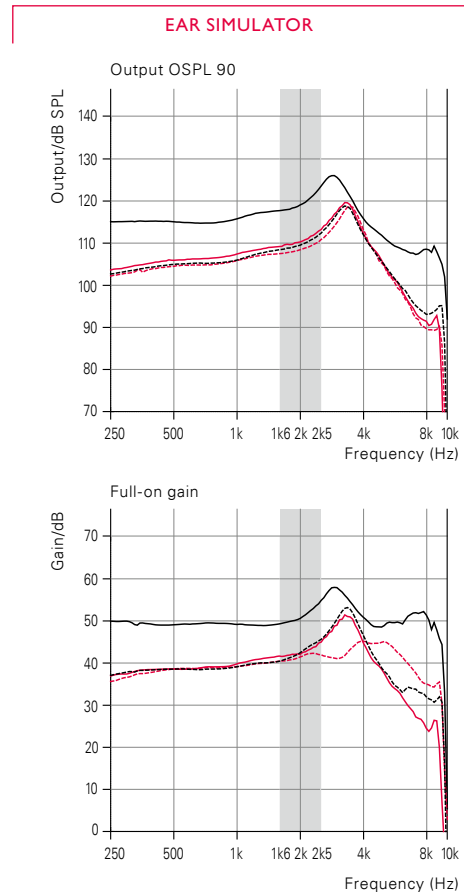 EAR SIMULATOR
Output OSPL 90
Output/dB SPL
140
130
120
110
100
90
80
70
250 500 1k 1k6 2k 2k5 4k 8k 10k
Frequency (Hz)
Full-on gain
Gain/dB
70
60
50
40
30
20
10
0
250 500 1k 1k6 2k 2k5 4k 8k 10k
Frequency (Hz)